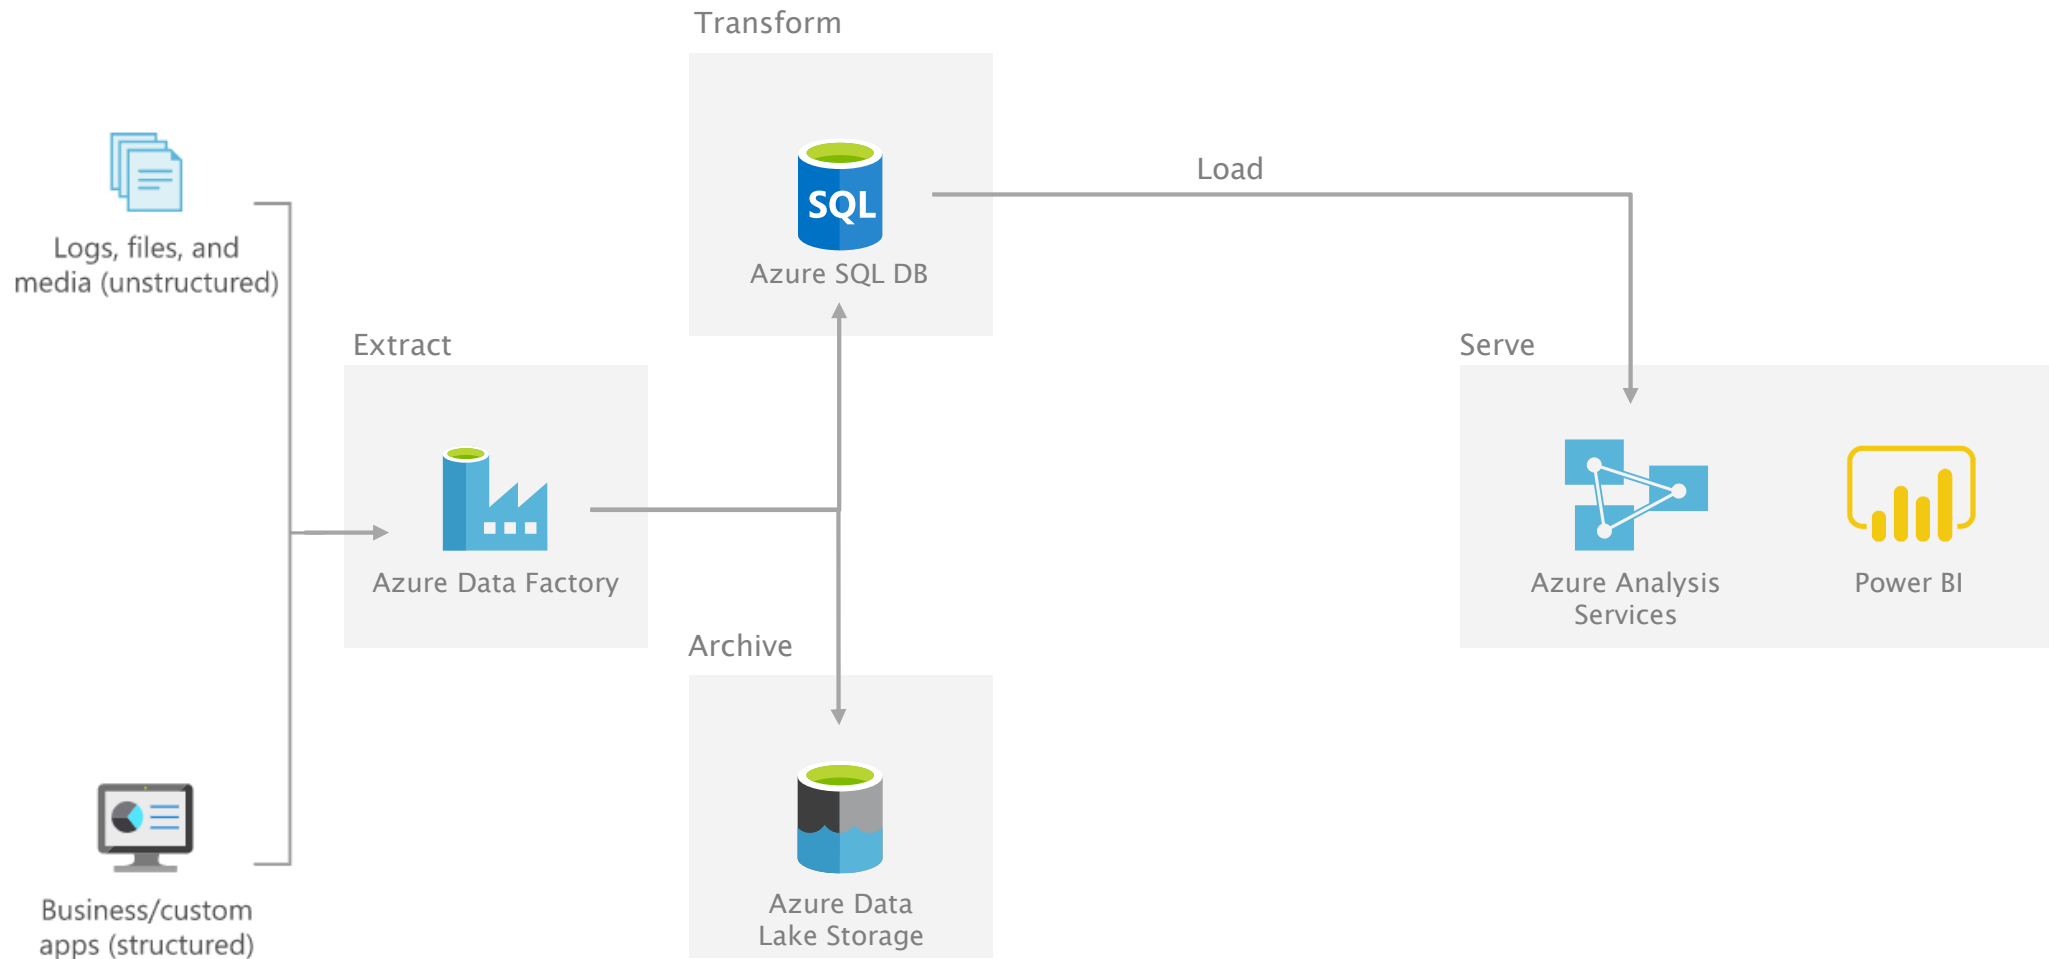 Transform
SQL
Azure SQL DB
Load
Logs, files, and
media (unstructured)
Extract
Azure Data Factory
Serve
Azure Analysis
Services
Power BI
Archive
Azure Data
Lake Storage
Business/custom
apps (structured)